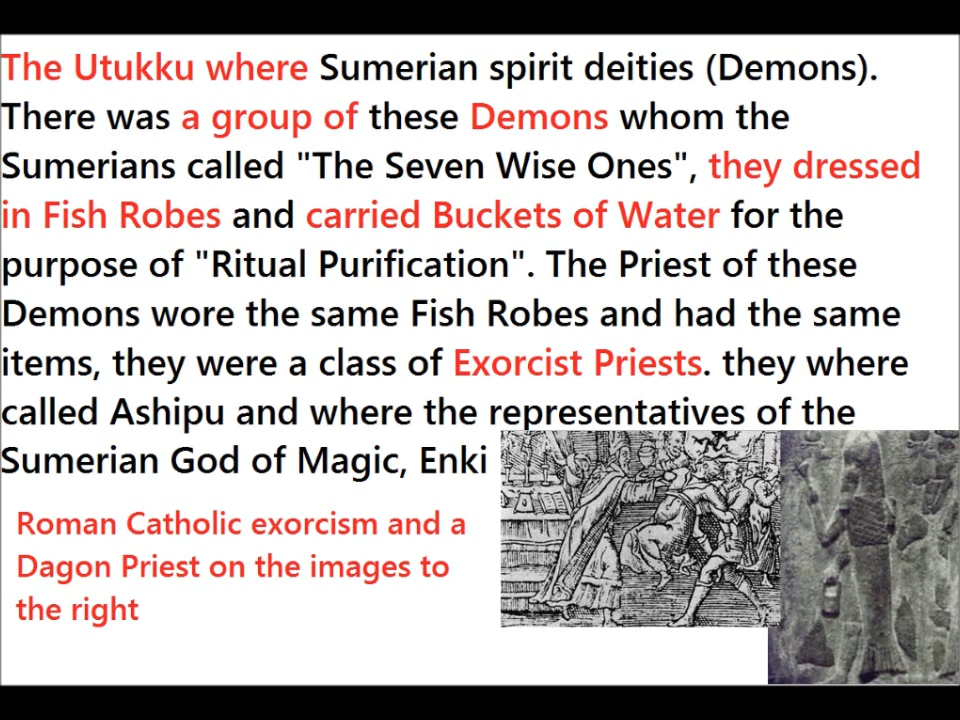 The Utukku where Sumerian spirit deities (Demons).
There was a group of these Demons whom the
Sumerians called "The Seven Wise Ones", they dressed
in Fish Robes and carried Buckets of Water for the
purpose of "Ritual Purification". The Priest of these
Demons wore the same Fish Robes and had the same
items, they were a class of Exorcist Priests. they where
called Ashipu and where the representatives of the
Sumerian God of Magic, Enki
Roman Catholic exorcism and a
Dagon Priest on the images to
the right